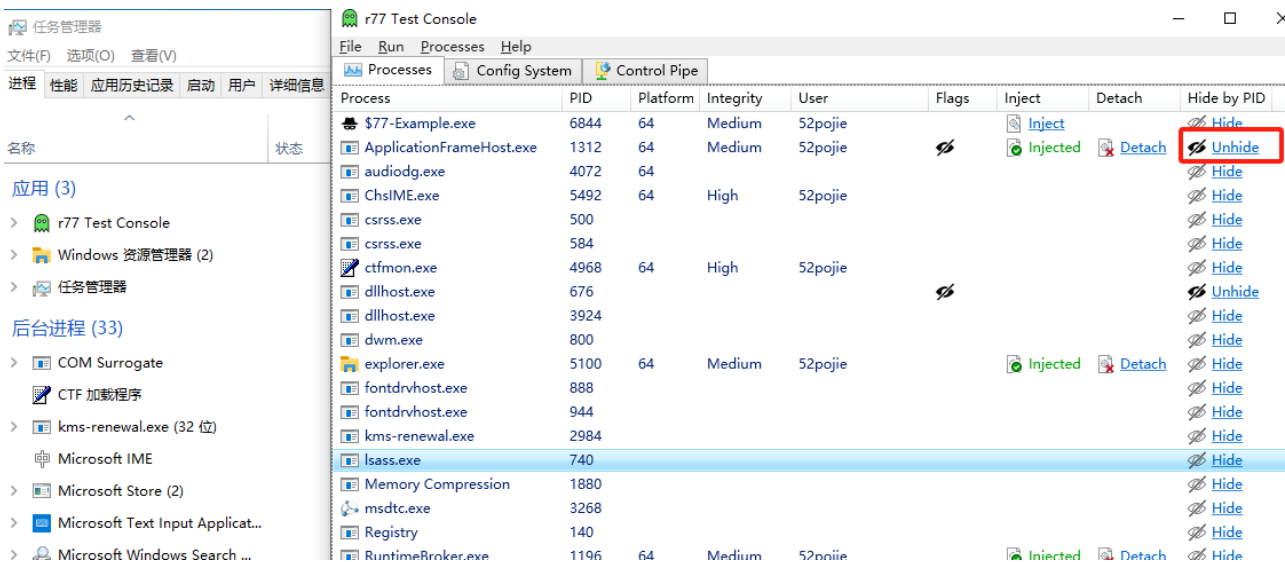 任务管理器
文件(F) 选项(O) 查看(V)
进程 性能 应用历史记录 启动 用户 详细信息
名称 状态
应用 (3)
r77 Test Console
Windows 资源管理器 (2)
任务管理器
后台进程 (33)
COM Surrogate
CTF 加载程序
kms-renewal.exe (32 位)
Microsoft IME
Microsoft Store (2)
Microsoft Text Input Applicat...
Microsoft Windows Search ...
r77 Test Console
File Run Processes Help
Processes Config System Control Pipe
Process PID Platform Integrity User Flags Inject Detach Hide by PID
$77-Example.exe 6844 64 Medium 52pojie Inject Hide
ApplicationFrameHost.exe 1312 64 Medium 52pojie Injected Detach Unhide
audiodg.exe 4072 64 Hide
ChsIME.exe 5492 64 High 52pojie Hide
csrss.exe 500 Hide
csrss.exe 584 Hide
ctfmon.exe 4968 64 High 52pojie Hide
dllhost.exe 676 Unhide
dllhost.exe 3924 Hide
dwm.exe 800 Hide
explorer.exe 5100 64 Medium 52pojie Injected Detach Hide
fontdrvhost.exe 888 Hide
fontdrvhost.exe 944 Hide
kms-renewal.exe 2984 Hide
lsass.exe 740 Hide
Memory Compression 1880 Hide
msdtc.exe 3268 Hide
Registry 140 Hide
RuntimeBroker.exe 1196 64 Medium 52pojie Injected Detach Hide